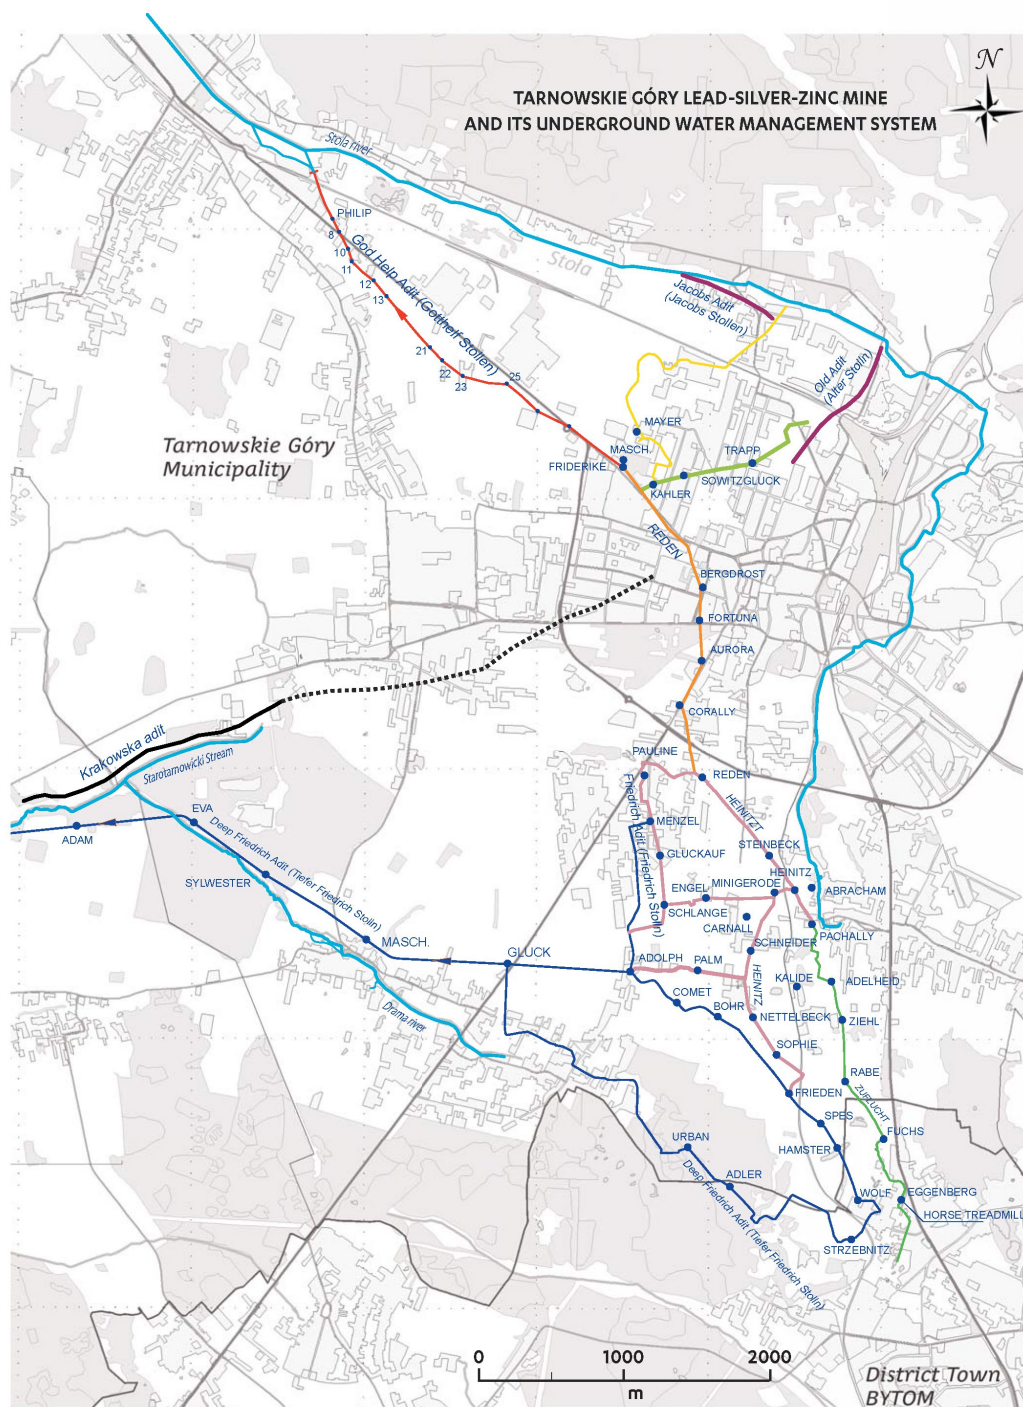 N
TARNOWSKIE GÓRY LEAD-SILVER-ZINC MINE
AND ITS UNDERGROUND WATER MANAGEMENT SYSTEM
Stola river
PHILIP
8
10
11
12
13
God Help Adit (Gotthelf Stollen)
Stoła
21
22
23
25
Jacobs Adit
(Jacobs Stollen)
Old Adit
(Alter Stolln)
Tarnowskie Góry
Municipality
MAYER
MASCH.
FRIDERIKE
TRAPP
SOWITZGLUCK
KAHLER
REDEN
BERGDROST
FORTUNA
AURORA
CORALLY
Krakowska adit
Starotarnowicki Stream
PAULINE
REDEN
Friedrich Adit (Friedrich Stolln)
HEINITZT
EVA
ADAM
Deep Friedrich Adit (Tiefer Friedrich Stolln)
MENZEL
GLUCKAUF
STEINBECK
HEINITZ
SYLWESTER
ENGEL
MINIGERODE
ABRACHAM
SCHLANGE
CARNALL
PACHALLY
MASCH.
GLUCK
SCHNEIDER
ADOLPH
PALM
HEINITZ
KALIDE
ADELHEID
COMET
BOHR
NETTELBECK
ZIEHL
Drama river
SOPHIE
RABE
FRIEDEN
ZUFLUCHT
SPES
FUCHS
URBAN
HAMSTER
ADLER
Deep Friedrich Adit (Tiefer Friedrich Stolln)
WOLF
EGGENBERG
HORSE TREADMILL
STRZEBNITZ
0
1000
2000
m
District Town
BYTOM